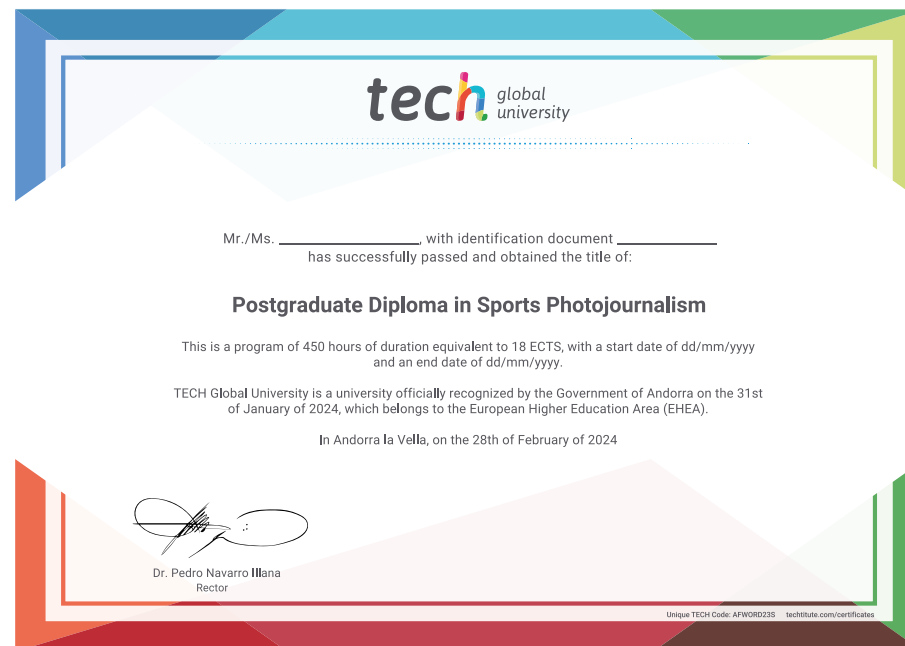 tech global university
Mr./Ms. ____________, with identification document ____________
has successfully passed and obtained the title of:
Postgraduate Diploma in Sports Photojournalism
This is a program of 450 hours of duration equivalent to 18 ECTS, with a start date of dd/mm/yyyy
and an end date of dd/mm/yyyy.
TECH Global University is a university officially recognized by the Government of Andorra on the 31st
of January of 2024, which belongs to the European Higher Education Area (EHEA).
In Andorra la Vella, on the 28th of February of 2024
Dr. Pedro Navarro Illana
Rector
Unique TECH Code: AFWORD23S techtitute.com/certificates